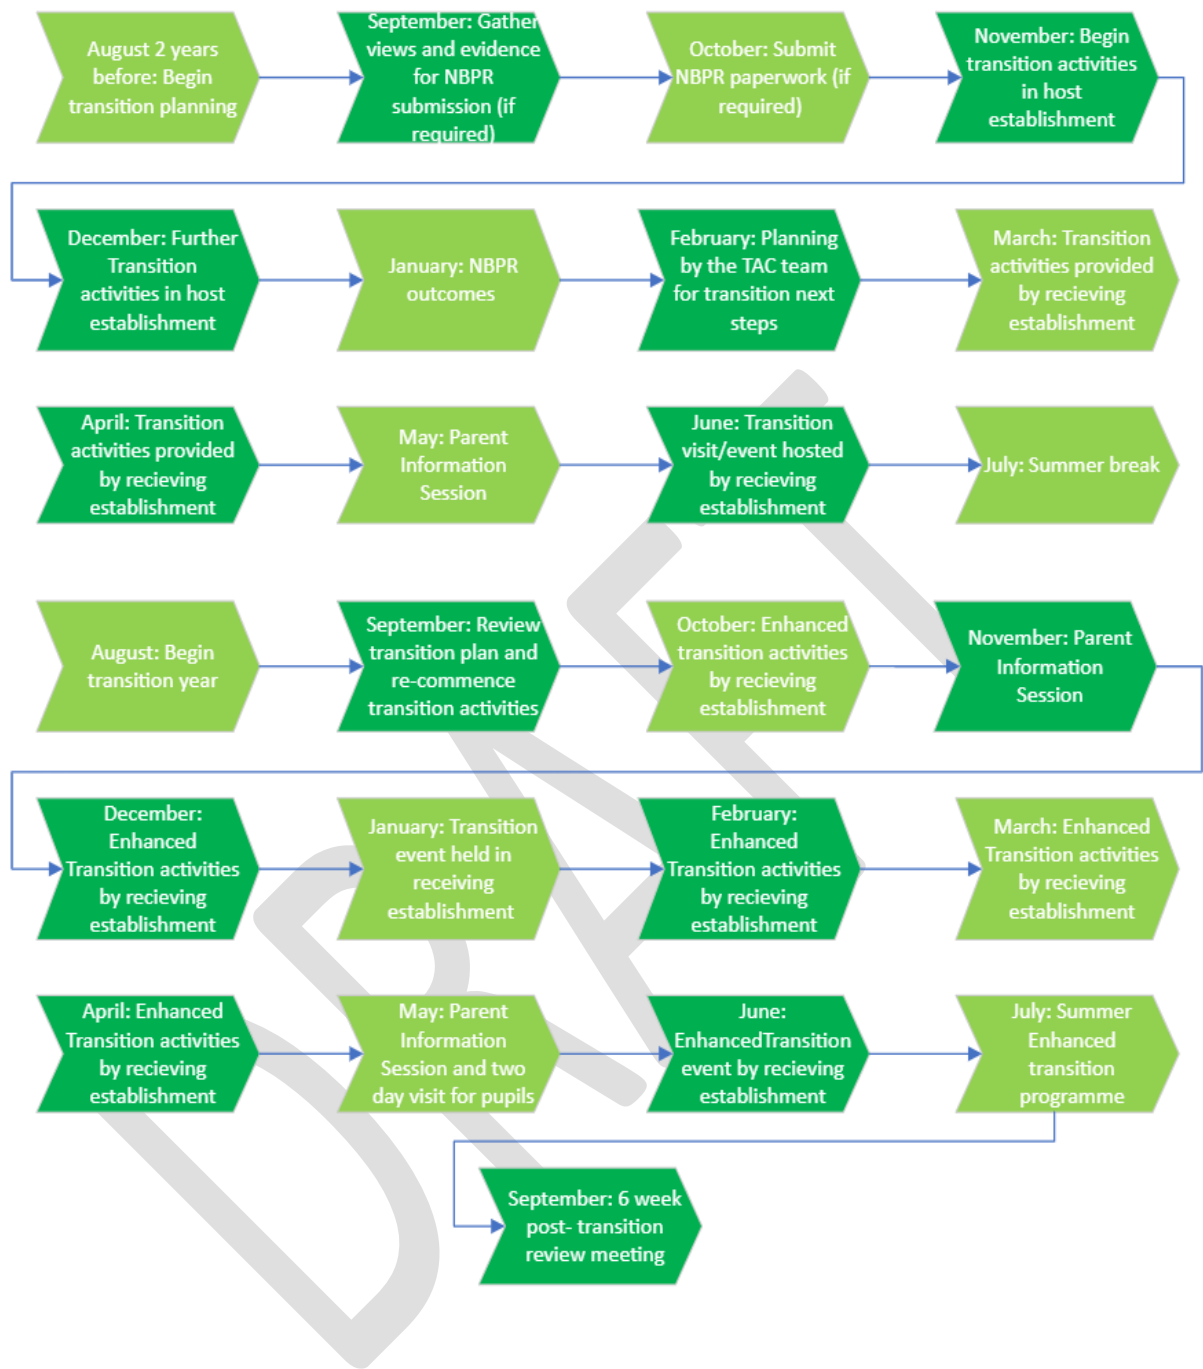 August 2 years
before: Begin
transition planning
September: Gather
views and evidence
for NBPR
submission (if
required)
October: Submit
NBPR paperwork (if
required)
November: Begin
transition activities
in host
establishment
December: Further
Transition
activities in host
establishment
January: NBPR
outcomes
February: Planning
by the TAC team
for transition next
steps
March: Transition
activities provided
by recieving
establishment
April: Transition
activities provided
by recieving
establishment
May: Parent
Information
Session
June: Transition
visit/event hosted
by recieving
establishment
July: Summer break
August: Begin
transition year
September: Review
transition plan and
re-commence
transition activities
October: Enhanced
transition activities
by recieving
establishment
November: Parent
Information
Session
December:
Enhanced
Transition activities
by recieving
establishment
January: Transition
event held in
receiving
establishment
February:
Enhanced
Transition activities
by recieving
establishment
March: Enhanced
Transition activities
by recieving
establishment
April: Enhanced
Transition activities
by recieving
establishment
May: Parent
Information
Session and two
day visit for pupils
June:
EnhancedTransition
event by recieving
establishment
July: Summer
Enhanced
transition
programme
September: 6 week
post- transition
review meeting
DRAFT